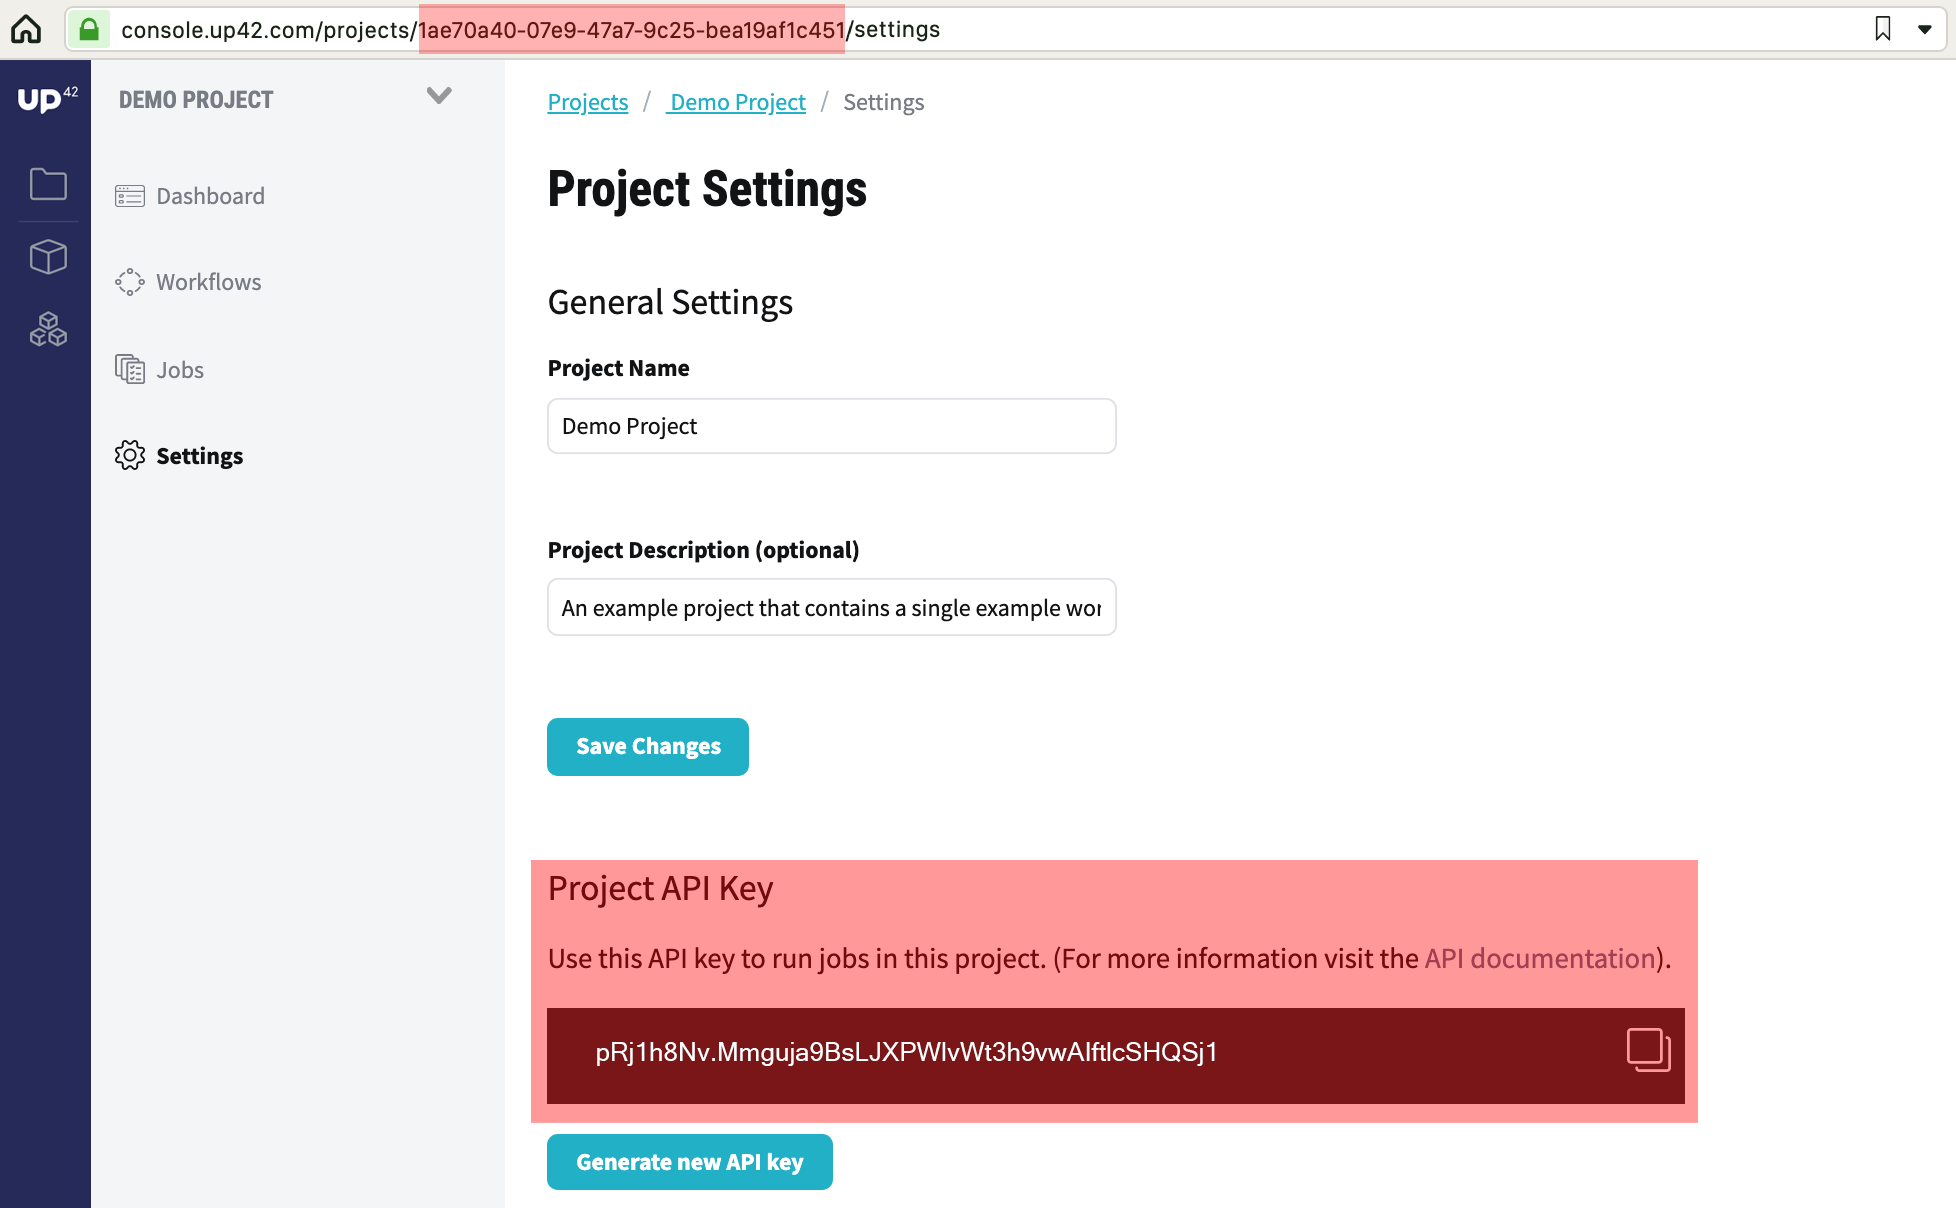 console.up42.com/projects/1ae70a40-07e9-47a7-9c25-bea19af1c451/settings
UP42
DEMO PROJECT
Dashboard
Workflows
Jobs
Settings
Projects / Demo Project / Settings
Project Settings
General Settings
Project Name
Demo Project
Project Description (optional)
An example project that contains a single example wor
Save Changes
Project API Key
Use this API key to run jobs in this project. (For more information visit the API documentation).
pRj1h8Nv.Mmguja9BsLJXPWlvWt3h9vwAlftlcSHQSj1
Generate new API key